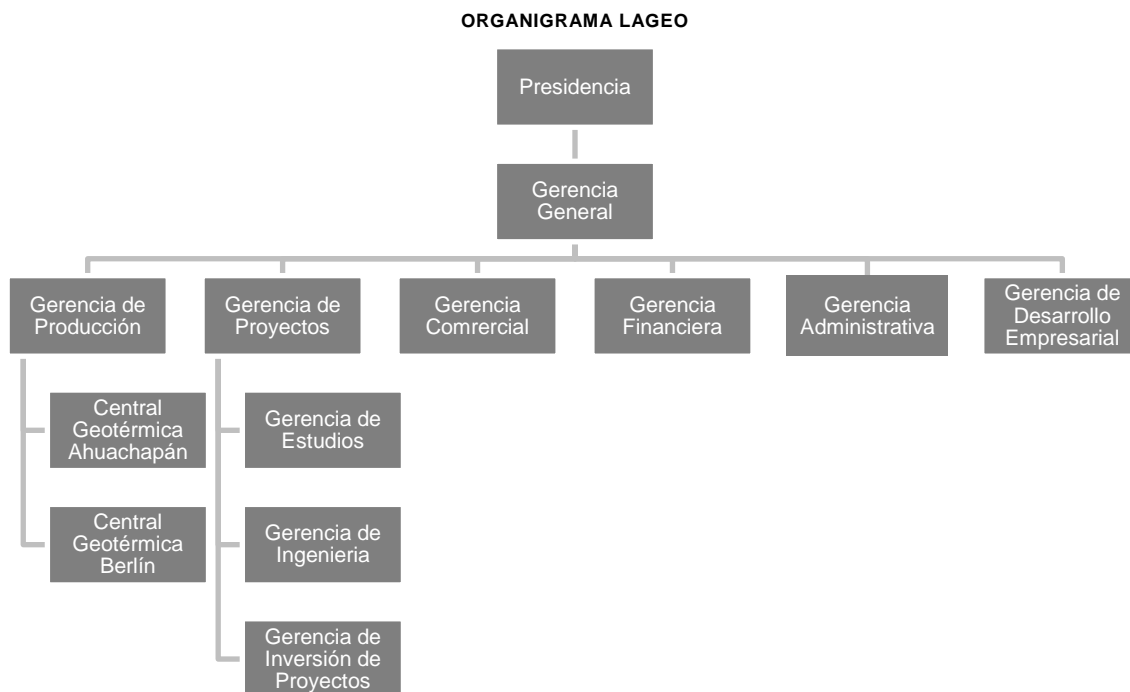 ORGANIGRAMA LAGEO
Presidencia
Gerencia
General
Gerencia de
Producción
Gerencia de
Proyectos
Gerencia
Comrercial
Gerencia
Financiera
Gerencia
Administrativa
Gerencia de
Desarrollo
Empresarial
Central
Geotérmica
Ahuachapán
Central
Geotérmica
Berlín
Gerencia de
Estudios
Gerencia de
Ingenieria
Gerencia de
Inversión de
Proyectos